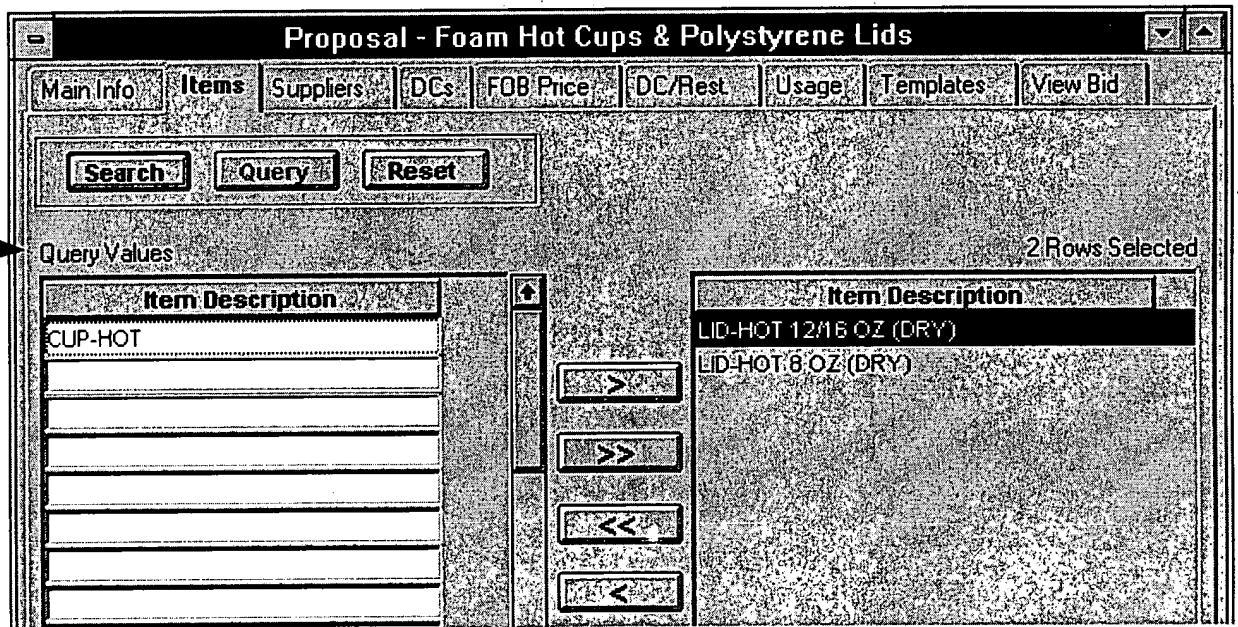 Proposal - Foam Hot Cups & Polystyrene Lids
Main Info Items Suppliers DCs FOB Price DC/Rest Usage Templates View Bid
Search Query Reset
Query Values 2 Rows Selected
Item Description Item Description
CUP-HOT LID-HOT 12/16 OZ (DRY)
LID-HOT 8 OZ (DRY)
>
>>
<<
<